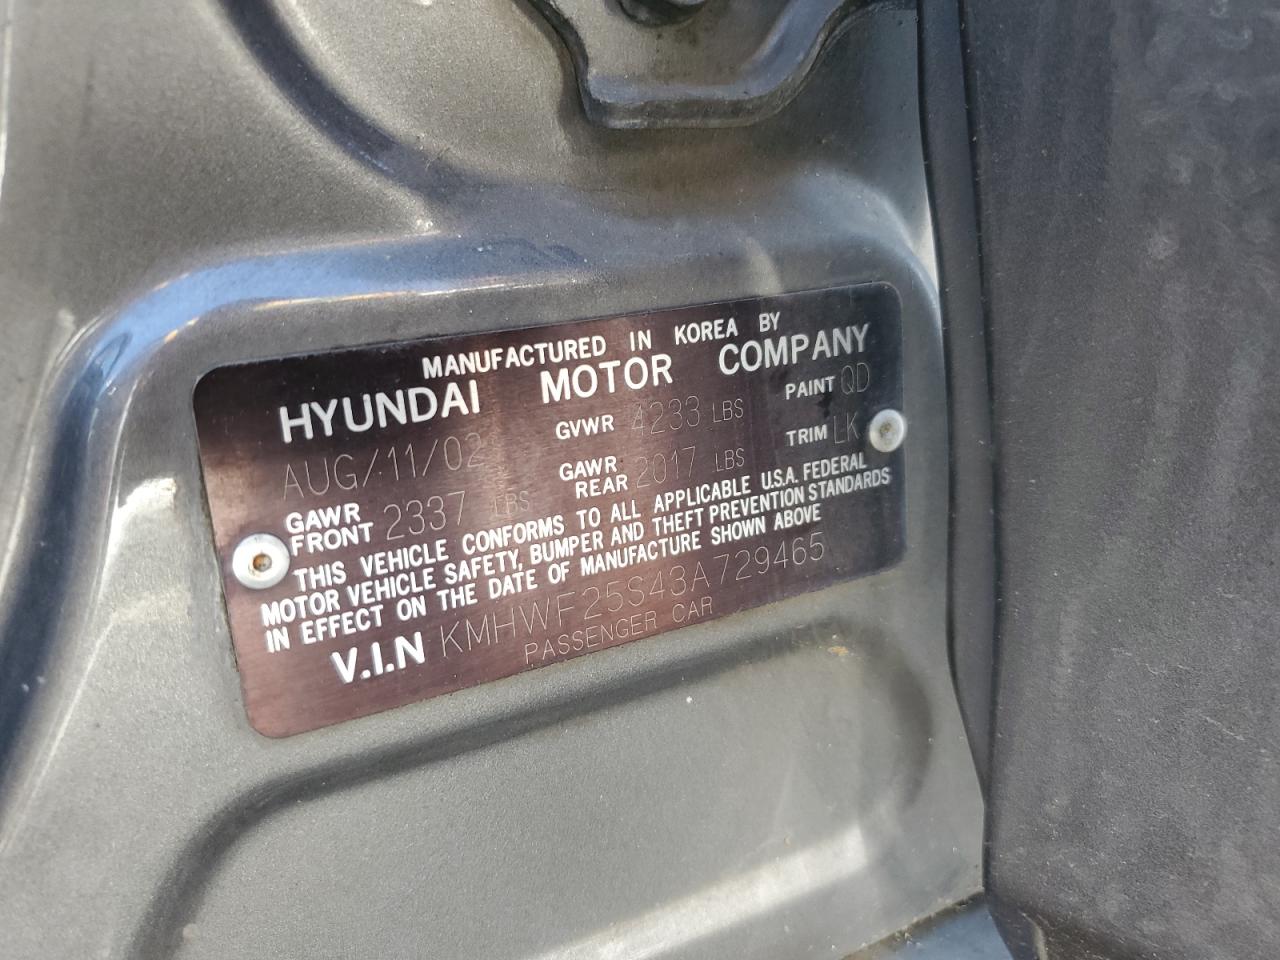 MANUFACTURED IN KOREA BY
HYUNDAI MOTOR COMPANY
AUG/11/02 GVWR 4233 LBS PAINT QD
GAWR FRONT 2337 LBS GAWR REAR 2017 LBS TRIM LK
THIS VEHICLE CONFORMS TO ALL APPLICABLE U.S.A. FEDERAL
MOTOR VEHICLE SAFETY, BUMPER AND THEFT PREVENTION STANDARDS
IN EFFECT ON THE DATE OF MANUFACTURE SHOWN ABOVE
V.I.N KMHWF25S43A729465
PASSENGER CAR